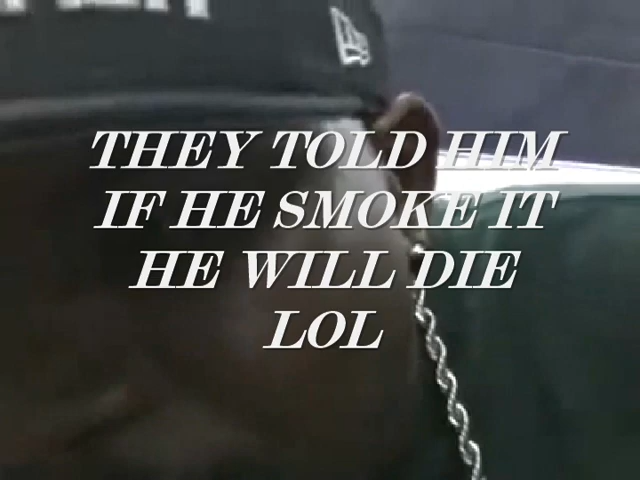 THEY TOLD HIM
IF HE SMOKE IT
HE WILL DIE
LOL